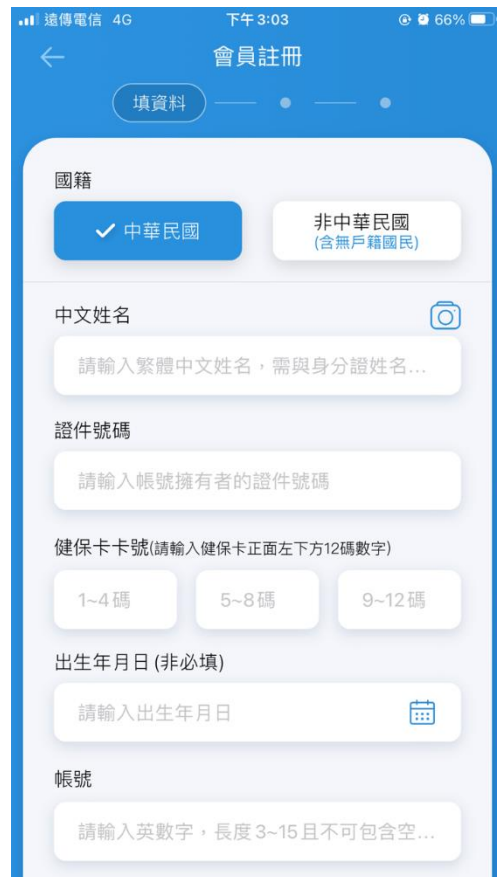 遠傳電信 4G 下午3:03 66%
會員註冊
填資料
國籍
中華民國 非中華民國
(含無戶籍國民)
中文姓名
請輸入繁體中文姓名，需與身分證姓名...
證件號碼
請輸入帳號擁有者的證件號碼
健保卡卡號(請輸入健保卡正面左下方12碼數字)
1~4碼 5~8碼 9~12碼
出生年月日(非必填)
請輸入出生年月日
帳號
請輸入英數字，長度3~15且不可包含空...